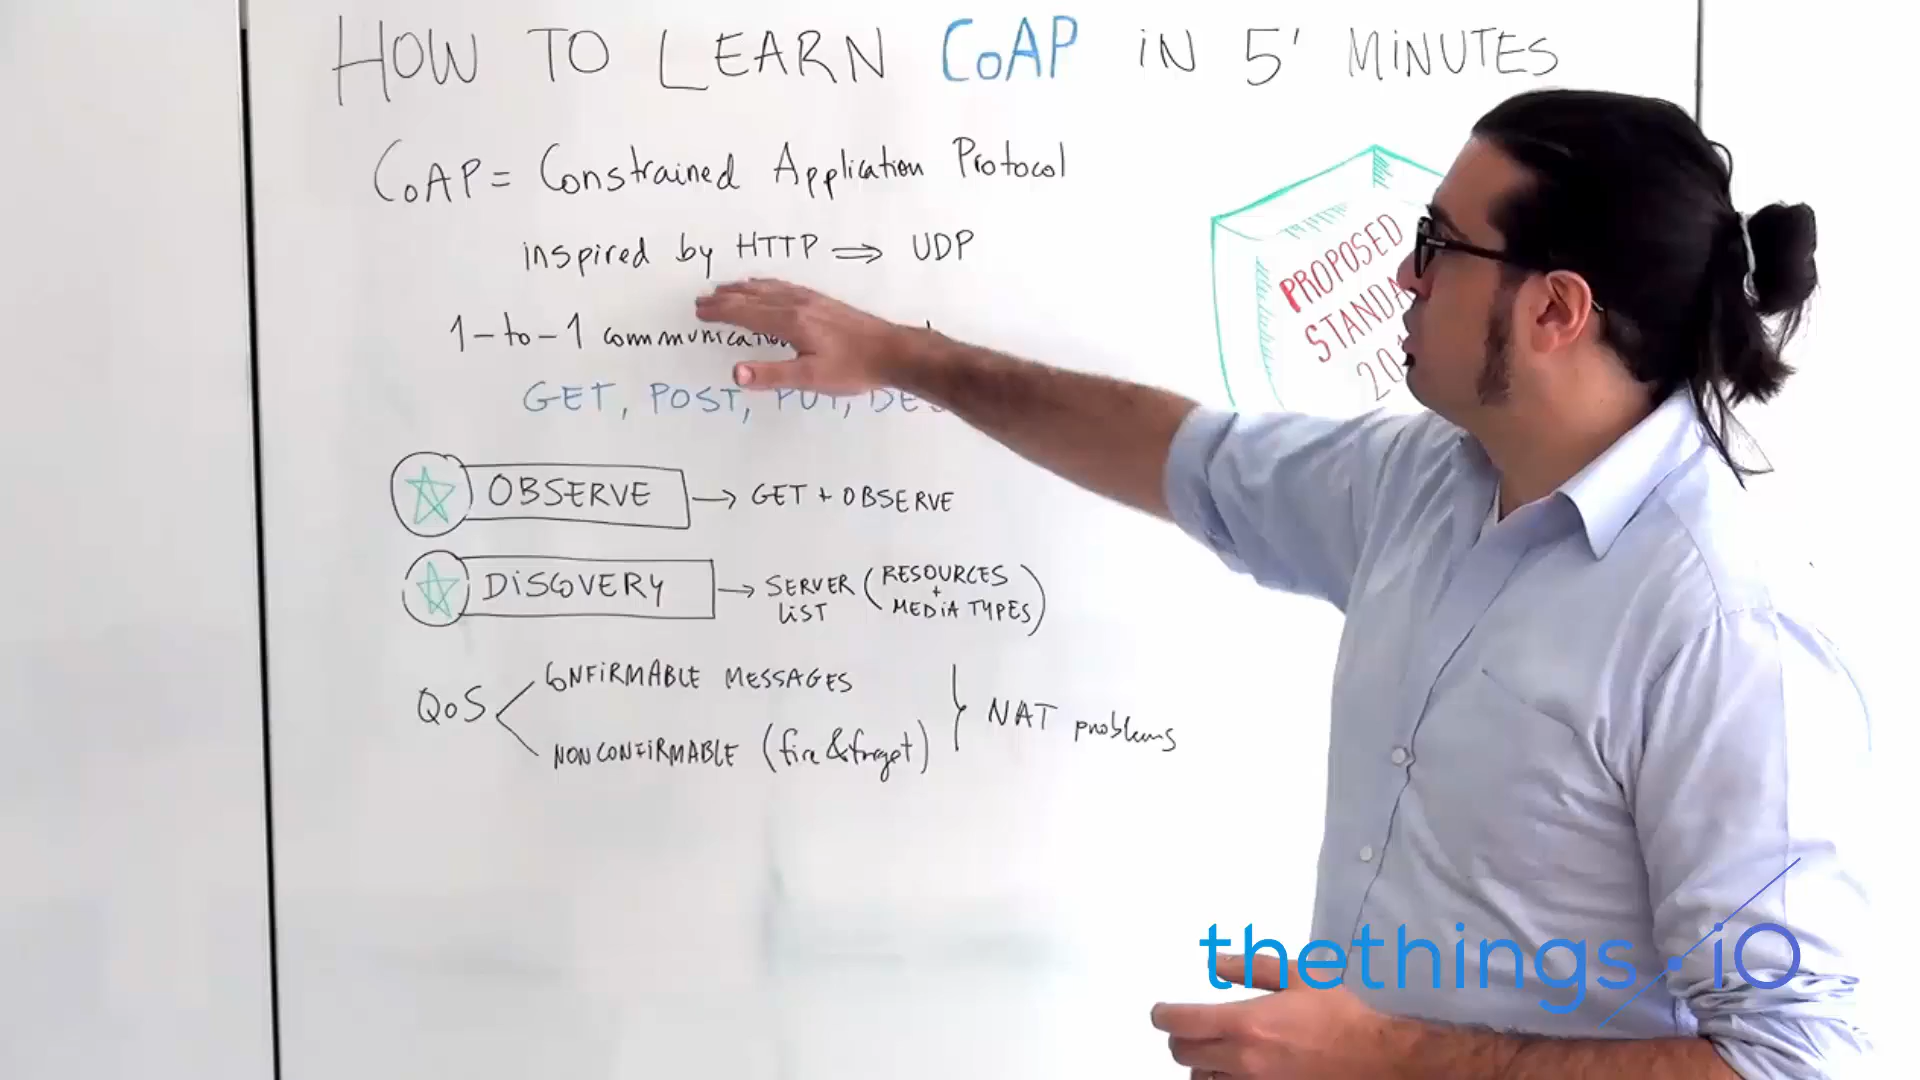 HOW TO LEARN CoAP iN 5' MiNUTES
CoAP = Constrained Application Protocol
inspired by HTTP ⇒ UDP
1-to-1 communication
GET, POST, PUT,
PROPOSED
OBSERVE → GET + OBSERVE
DiSCOVERY → SERVER LiST (RESOURCES + MEDiA TYPES)
QoS
CONFiRMABLE MESSAGES
NONCONFiRMABLE (fire & forget)
NAT problems
thethings.iO